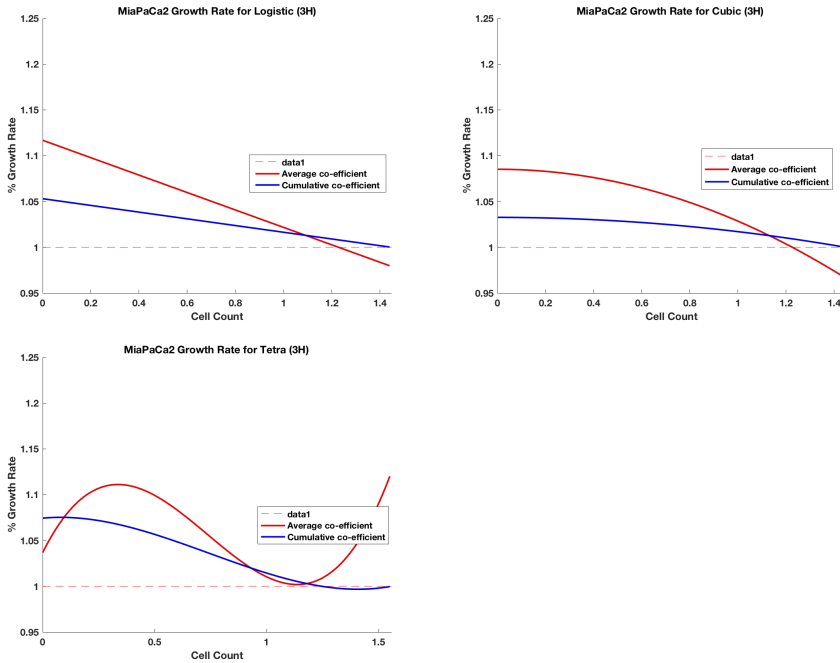 MiaPaCa2 Growth Rate for Logistic (3H)
1.25
1.2
1.15
1.1
1.05
1
0.95
% Growth Rate
data1
Average co-efficient
Cumulative co-efficient
0 0.2 0.4 0.6 0.8 1 1.2 1.4
Cell Count
MiaPaCa2 Growth Rate for Cubic (3H)
1.25
1.2
1.15
1.1
1.05
1
0.95
% Growth Rate
data1
Average co-efficient
Cumulative co-efficient
0 0.2 0.4 0.6 0.8 1 1.2 1.4
Cell Count
MiaPaCa2 Growth Rate for Tetra (3H)
1.25
1.2
1.15
1.1
1.05
1
0.95
% Growth Rate
data1
Average co-efficient
Cumulative co-efficient
0 0.5 1 1.5
Cell Count